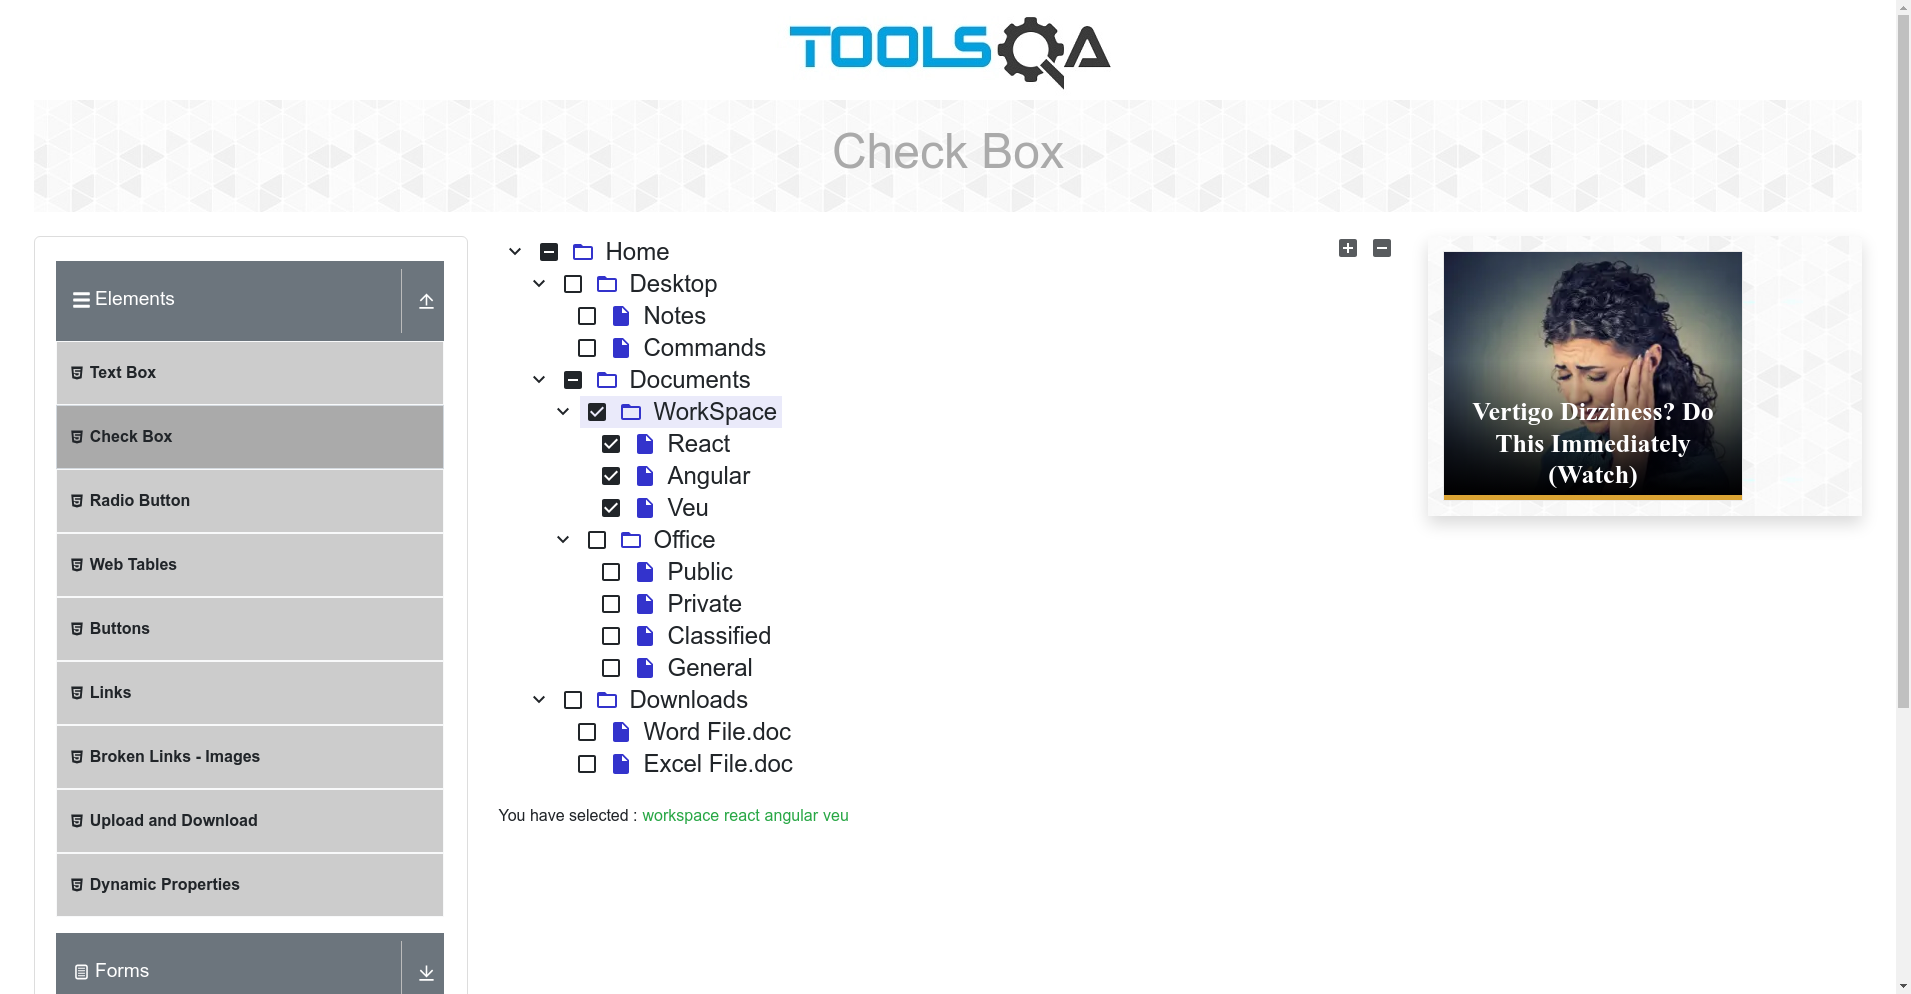 TOOLSQA
Check Box
Elements
Text Box
Check Box
Radio Button
Web Tables
Buttons
Links
Broken Links - Images
Upload and Download
Dynamic Properties
Forms
Home
Desktop
Notes
Commands
Documents
WorkSpace
React
Angular
Veu
Office
Public
Private
Classified
General
Downloads
Word File.doc
Excel File.doc
You have selected : workspace react angular veu
Vertigo Dizziness? Do
This Immediately
(Watch)